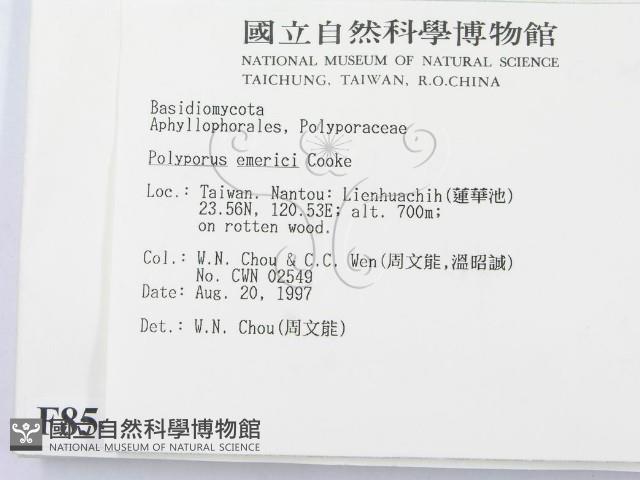 國立自然科學博物館
NATIONAL MUSEUM OF NATURAL SCIENCE
TAICHUNG, TAIWAN, R.O.CHINA
Basidiomycota
Aphyllophorales, Polyporaceae
Polyporus emerici Cooke
Loc.: Taiwan. Nantou: Lienhuachih(蓮華池)
23.56N, 120.53E; alt. 700m;
on rotten wood.
Col.: W.N. Chou & C.C. Wen(周文能,溫昭誠)
No. CWN 02549
Date: Aug. 20, 1997
Det.: W.N. Chou(周文能)
F85
國立自然科學博物館
NATIONAL MUSEUM OF NATURAL SCIENCE